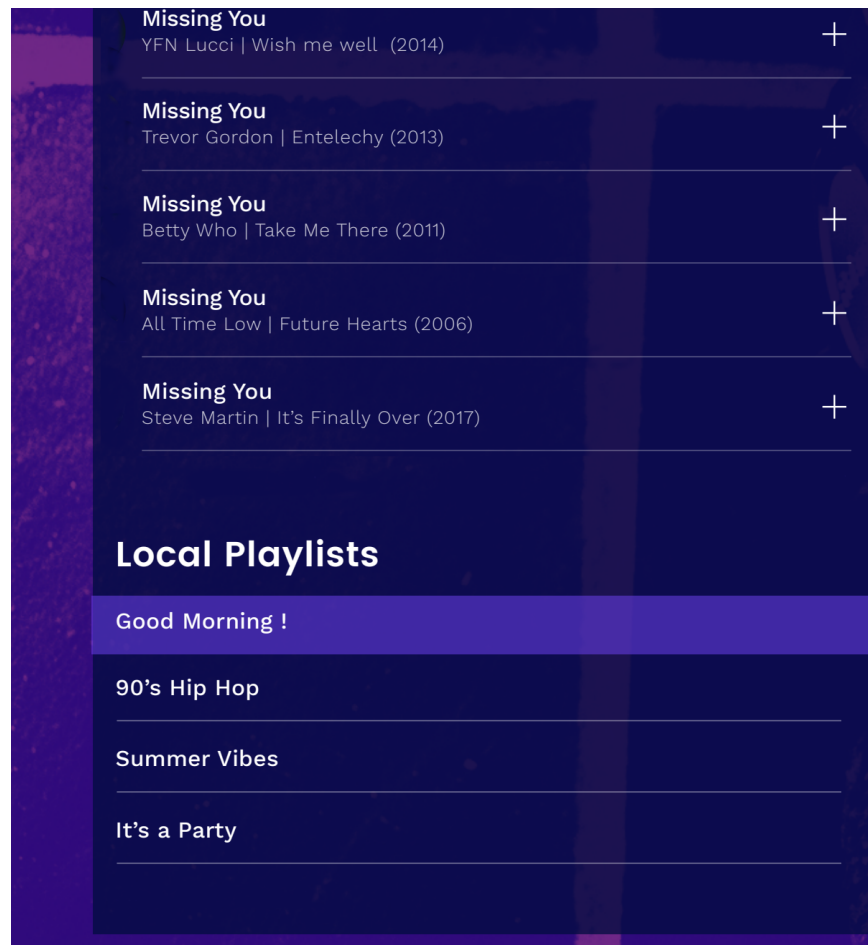 Missing You
YFN Lucci | Wish me well (2014)
Missing You
Trevor Gordon | Entelechy (2013)
Missing You
Betty Who | Take Me There (2011)
Missing You
All Time Low | Future Hearts (2006)
Missing You
Steve Martin | It’s Finally Over (2017)
Local Playlists
Good Morning !
90’s Hip Hop
Summer Vibes
It’s a Party